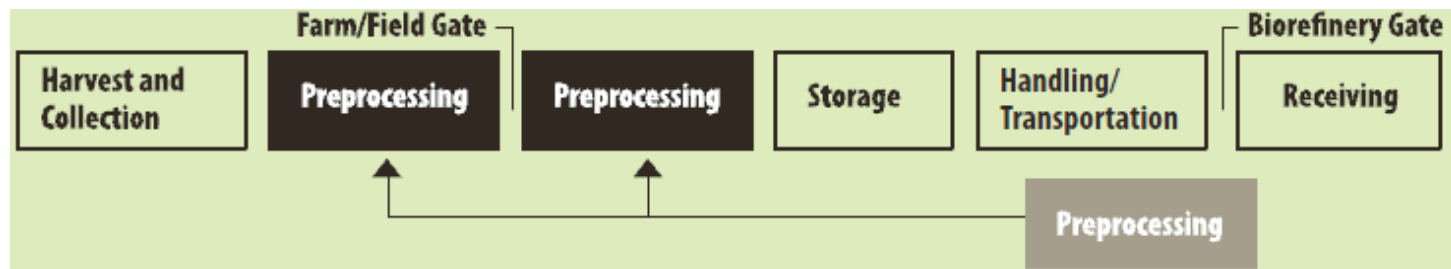 Farm/Field Gate
Biorefinery Gate
Harvest and
Collection
Preprocessing
Preprocessing
Storage
Handling/
Transportation
Receiving
Preprocessing